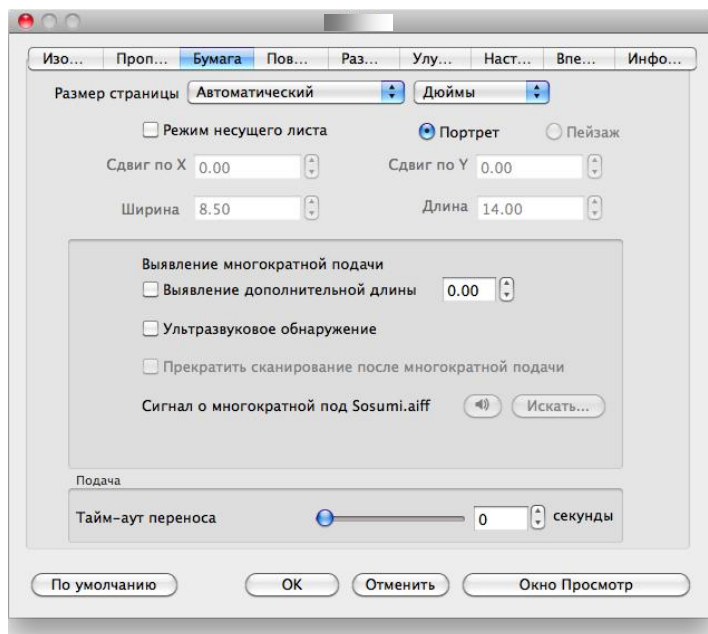 Изо... Проп... Бумага Пов... Раз... Улу... Наст... Впе... Инфо...
Размер страницы Автоматический Дюймы
Режим несущего листа Портрет Пейзаж
Сдвиг по X 0.00 Сдвиг по Y 0.00
Ширина 8.50 Длина 14.00
Выявление многократной подачи
Выявление дополнительной длины 0.00
Ультразвуковое обнаружение
Прекратить сканирование после многократной подачи
Сигнал о многократной под Sosumi.aiff Искать...
Подача
Тайм-аут переноса 0 секунды
По умолчанию OK Отменить Окно Просмотр